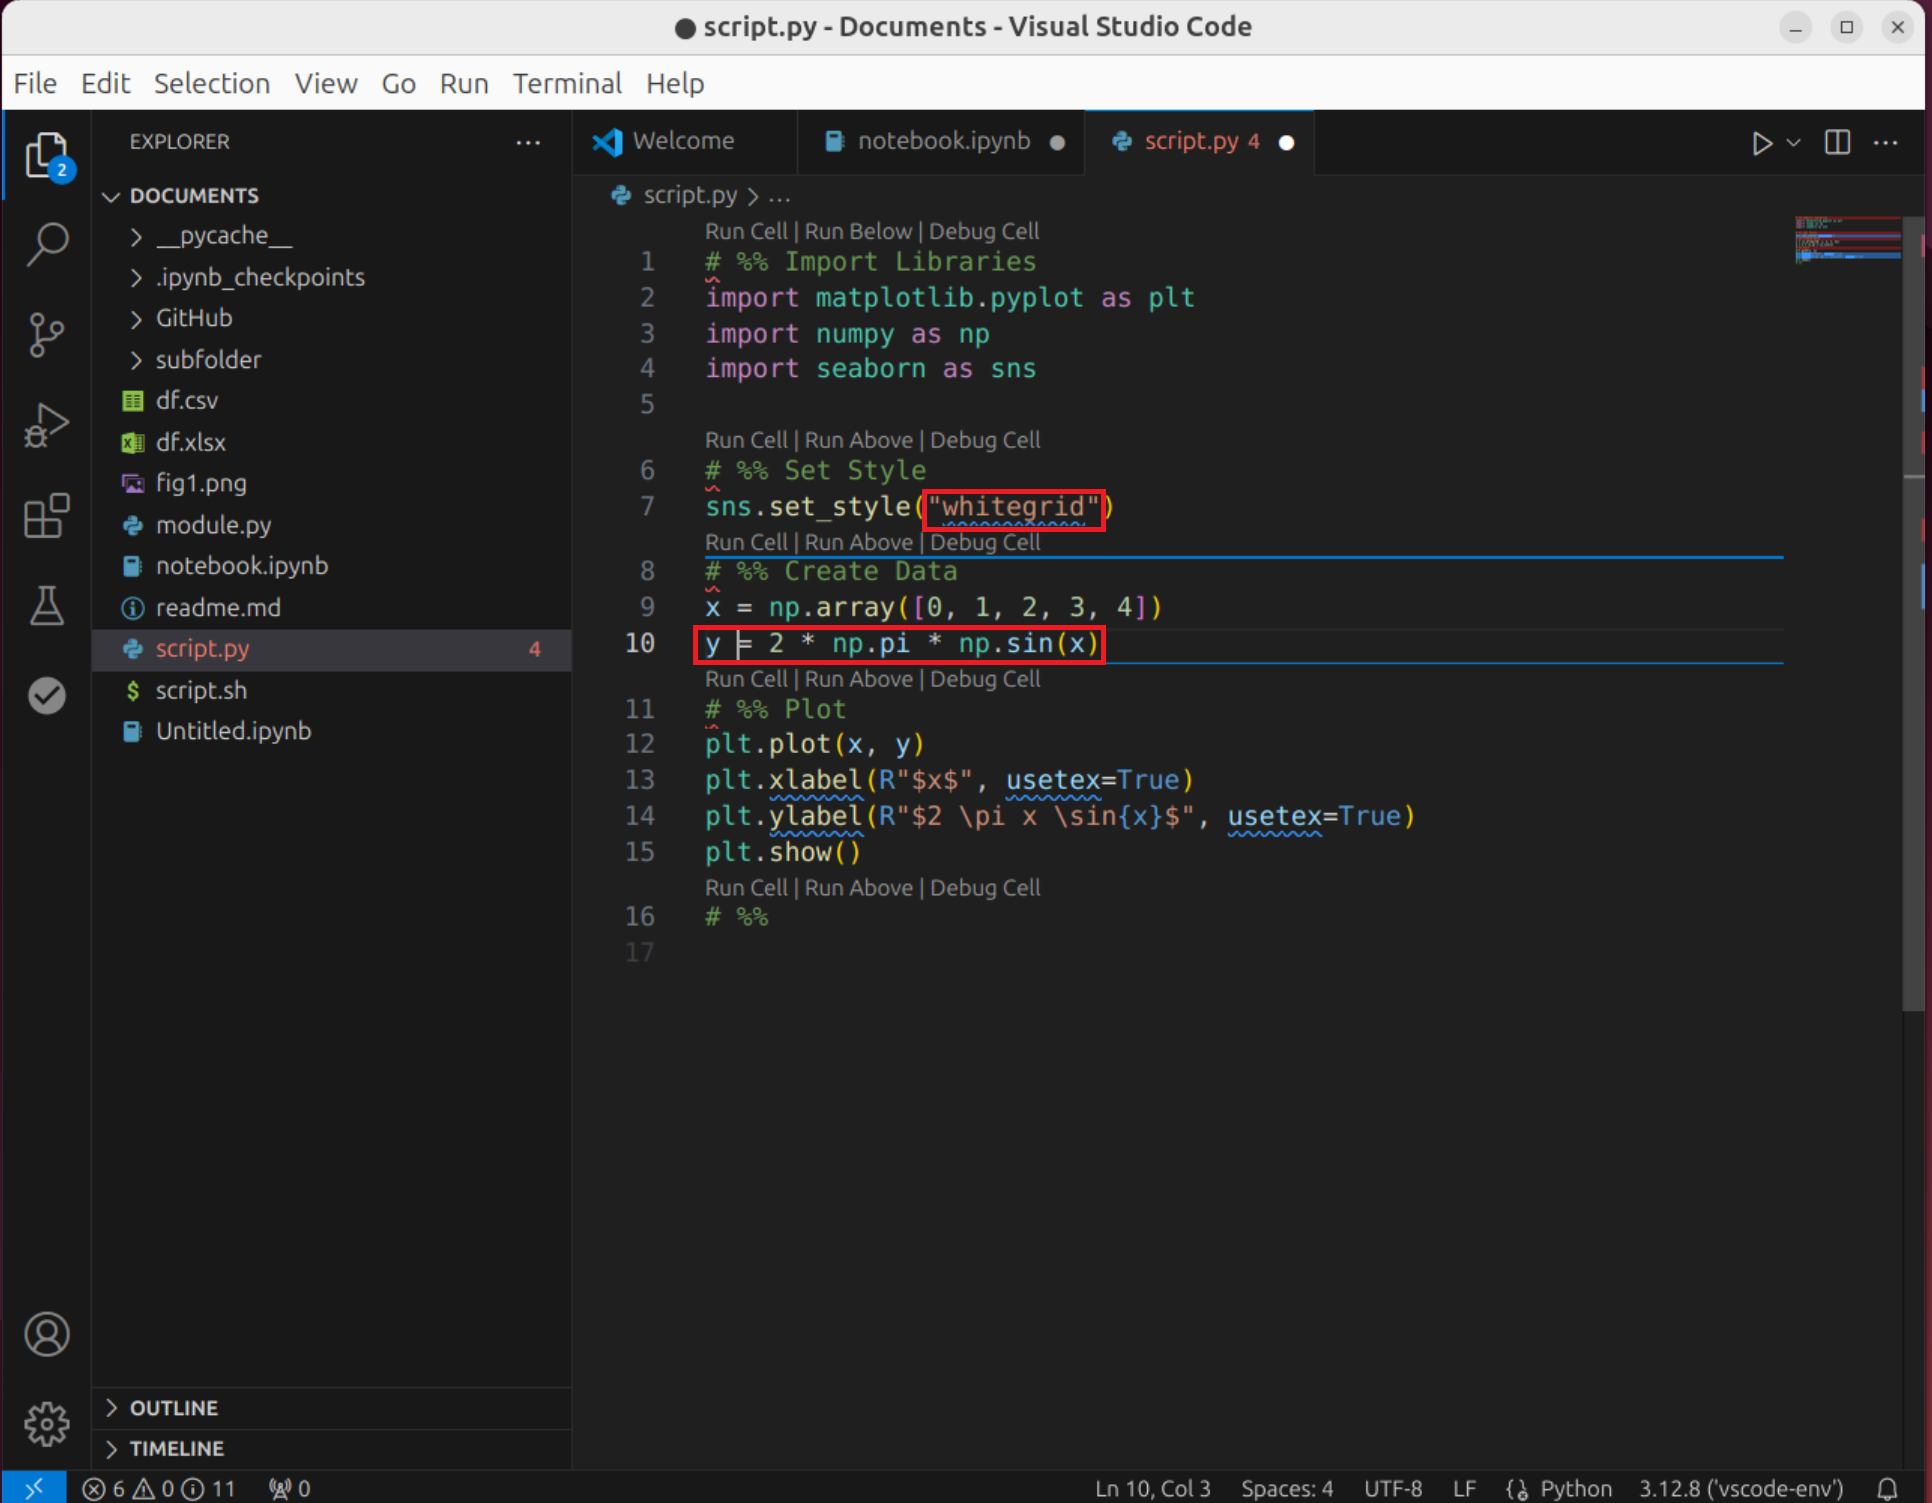 script.py - Documents - Visual Studio Code
File Edit Selection View Go Run Terminal Help
EXPLORER
2
DOCUMENTS
__pycache__
.ipynb_checkpoints
GitHub
subfolder
df.csv
df.xlsx
fig1.png
module.py
notebook.ipynb
readme.md
script.py 4
script.sh
Untitled.ipynb
OUTLINE
TIMELINE
Welcome notebook.ipynb script.py 4
script.py > ...
Run Cell | Run Below | Debug Cell
1 # %% Import Libraries
2 import matplotlib.pyplot as plt
3 import numpy as np
4 import seaborn as sns
5
Run Cell | Run Above | Debug Cell
6 # %% Set Style
7 sns.set_style("whitegrid")
Run Cell | Run Above | Debug Cell
8 # %% Create Data
9 x = np.array([0, 1, 2, 3, 4])
10 y = 2 * np.pi * np.sin(x)
Run Cell | Run Above | Debug Cell
11 # %% Plot
12 plt.plot(x, y)
13 plt.xlabel(R"$x$", usetex=True)
14 plt.ylabel(R"$2 \pi x \sin{x}$", usetex=True)
15 plt.show()
Run Cell | Run Above | Debug Cell
16 # %%
17
6 0 11 0 Ln 10, Col 3 Spaces: 4 UTF-8 LF Python 3.12.8 ('vscode-env')